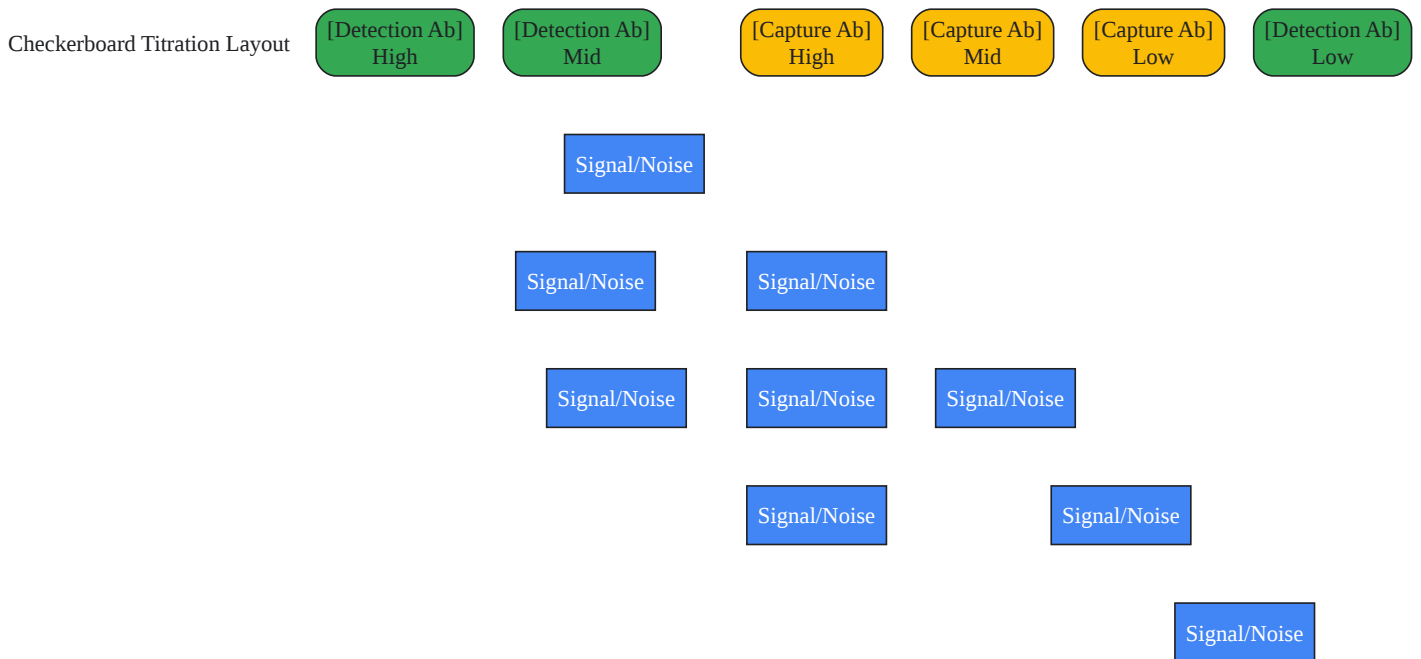 Checkerboard Titration Layout
[Detection Ab]
High
[Detection Ab]
Mid
[Capture Ab]
High
[Capture Ab]
Mid
[Capture Ab]
Low
[Detection Ab]
Low
Signal/Noise
Signal/Noise
Signal/Noise
Signal/Noise
Signal/Noise
Signal/Noise
Signal/Noise
Signal/Noise
Signal/Noise